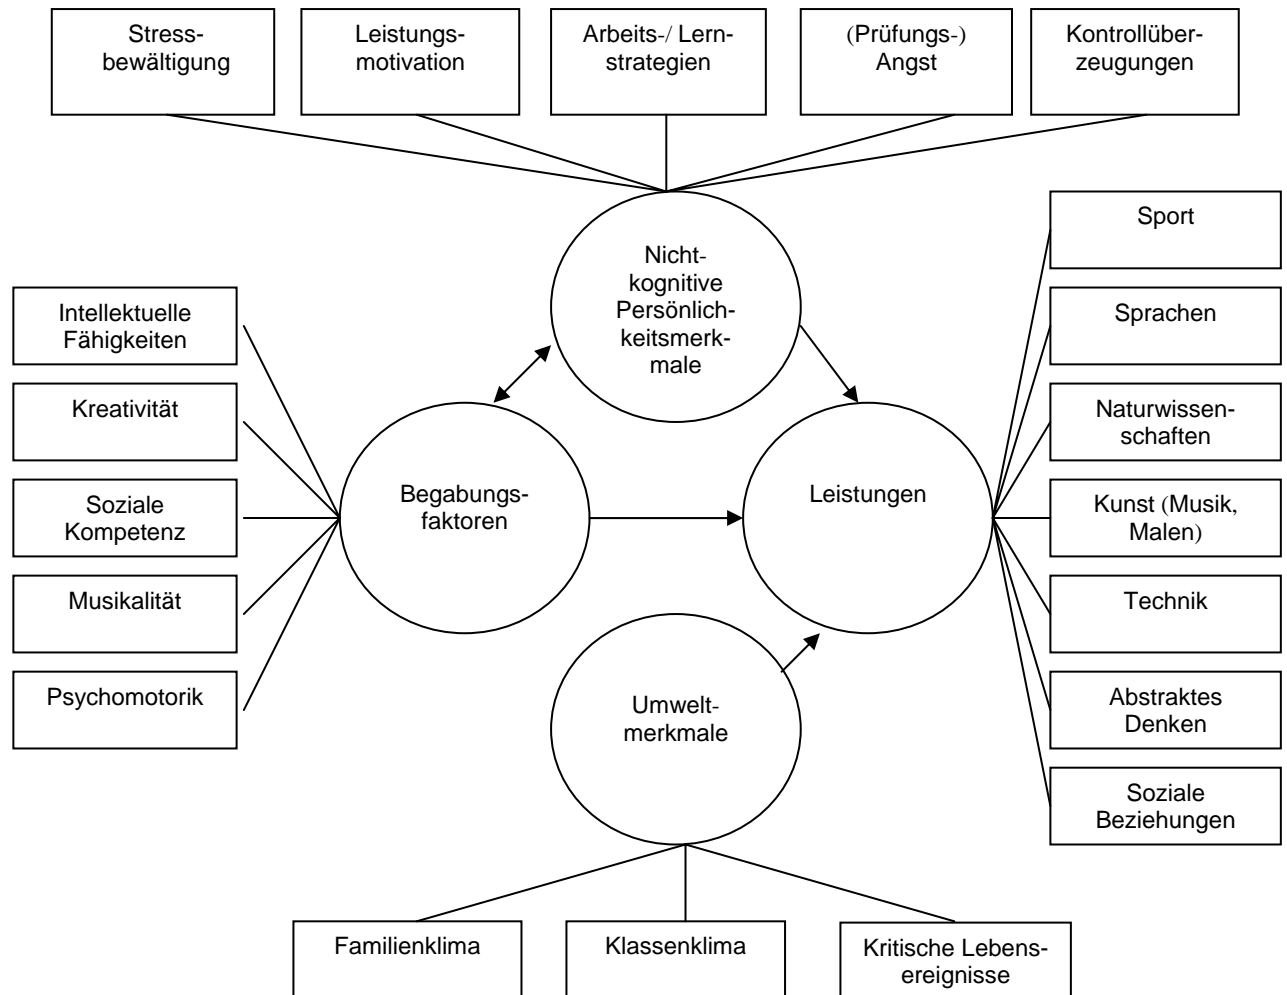 Stress-
bewältigung
Leistungs-
motivation
Arbeits-/ Lern-
strategien
(Prüfungs-)
Angst
Kontrollüber-
zeugungen
Nicht-
kognitive
Persönlich-
keitsmerk-
male
Intellektuelle
Fähigkeiten
Kreativität
Soziale
Kompetenz
Musikalität
Psychomotorik
Begabungs-
faktoren
Leistungen
Umwelt-
merkmale
Sport
Sprachen
Naturwissen-
schaften
Kunst (Musik,
Malen)
Technik
Abstraktes
Denken
Soziale
Beziehungen
Familienklima
Klassenklima
Kritische Lebens-
ereignisse